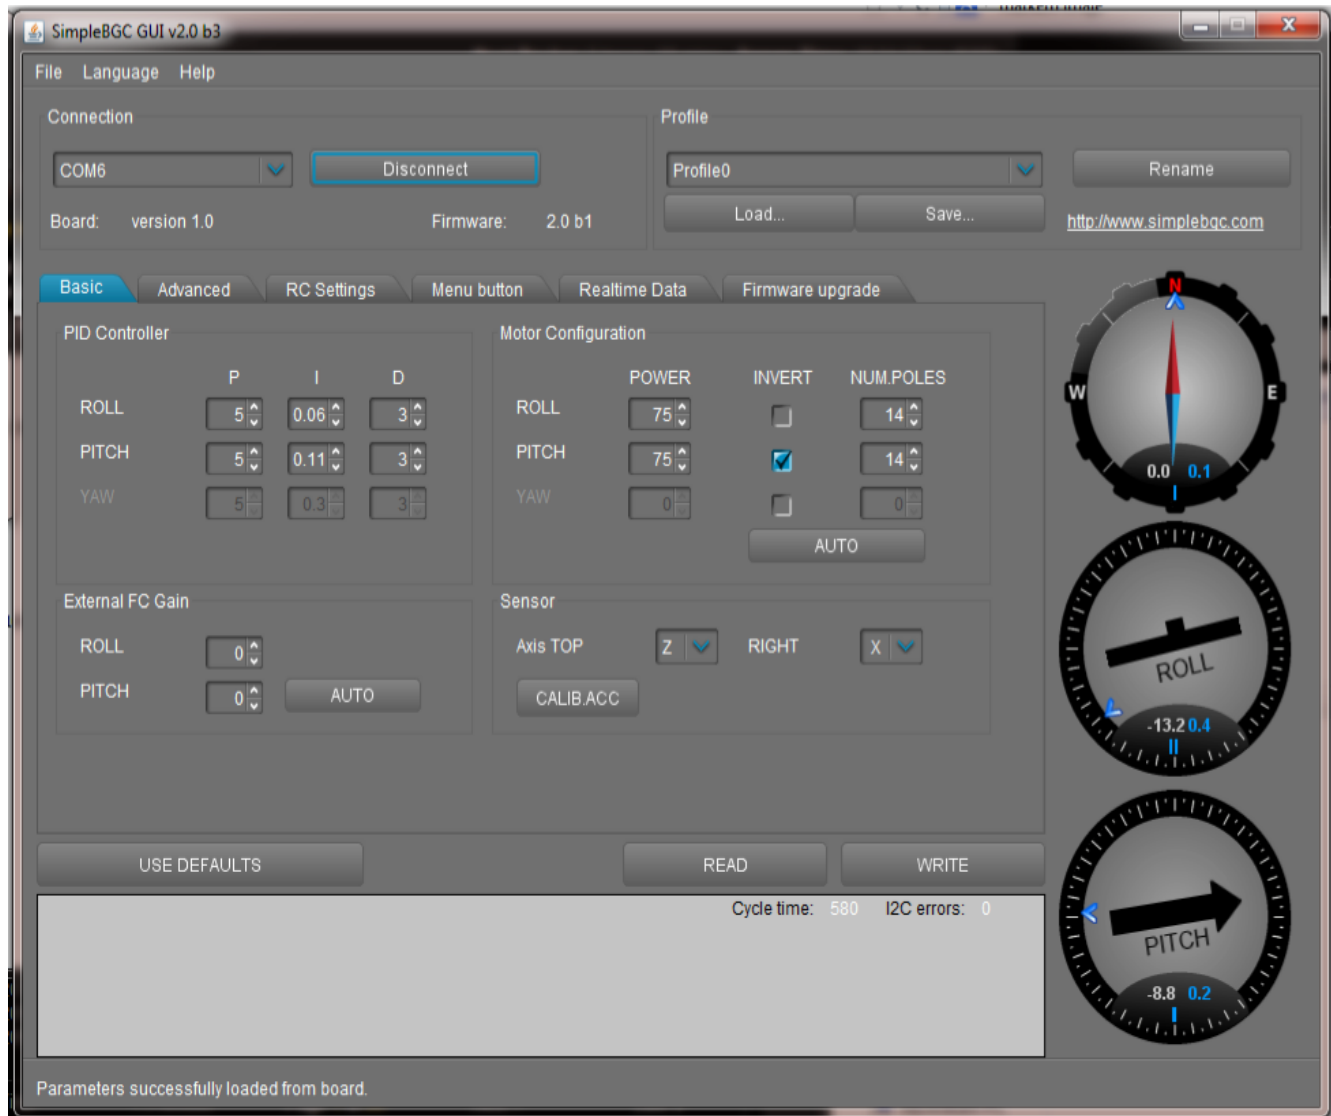 SimpleBGC GUI v2.0 b3
File Language Help
Connection
Profile
COM6 Disconnect
Profile0 Rename
Load... Save...
Board: version 1.0 Firmware: 2.0 b1
http://www.simplebgc.com
Basic Advanced RC Settings Menu button Realtime Data Firmware upgrade
PID Controller
P I D
ROLL 5 0.06 3
PITCH 5 0.11 3
YAW 5 0.3 3
Motor Configuration
POWER INVERT NUM.POLES
ROLL 75 14
PITCH 75 14
YAW 0 0
AUTO
External FC Gain
ROLL 0
PITCH 0 AUTO
Sensor
Axis TOP Z RIGHT X
CALIB.ACC
USE DEFAULTS READ WRITE
Cycle time: 580 I2C errors: 0
N
W E
0.0 0.1
ROLL
-13.2 0.4
PITCH
-8.8 0.2
Parameters successfully loaded from board.